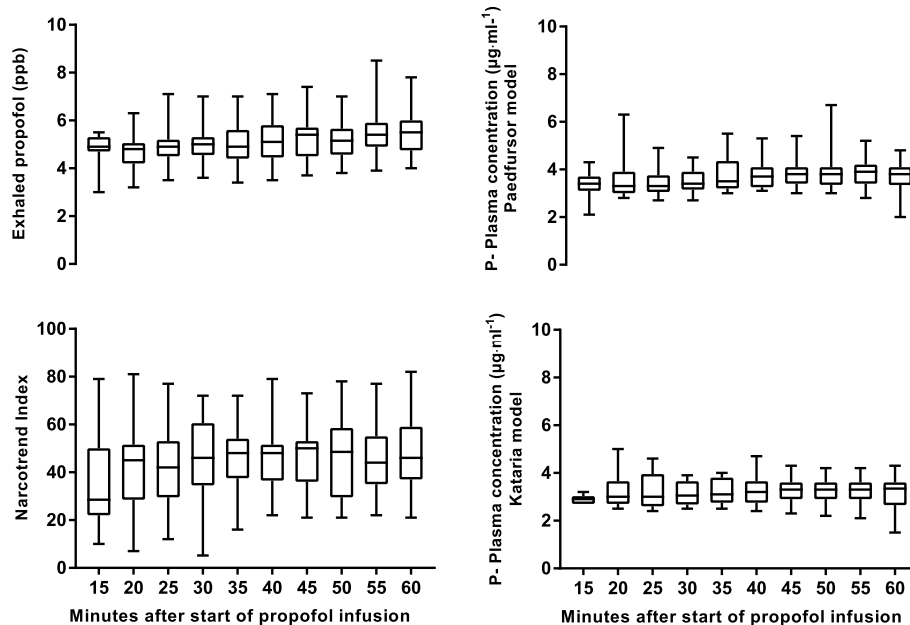 10
8
6
4
2
0
Exhaled propofol (ppb)
10
8
6
4
2
0
P- Plasma conentration (µg·ml-¹)
Paedfursor model
100
80
60
40
20
0
Narcotrend Index
15 20 25 30 35 40 45 50 55 60
Minutes after start of propofol infusion
10
8
6
4
2
0
P- Plasma concentration (µg·ml⁻¹)
Kataria model
15 20 25 30 35 40 45 50 55 60
Minutes after start of propofol infusion